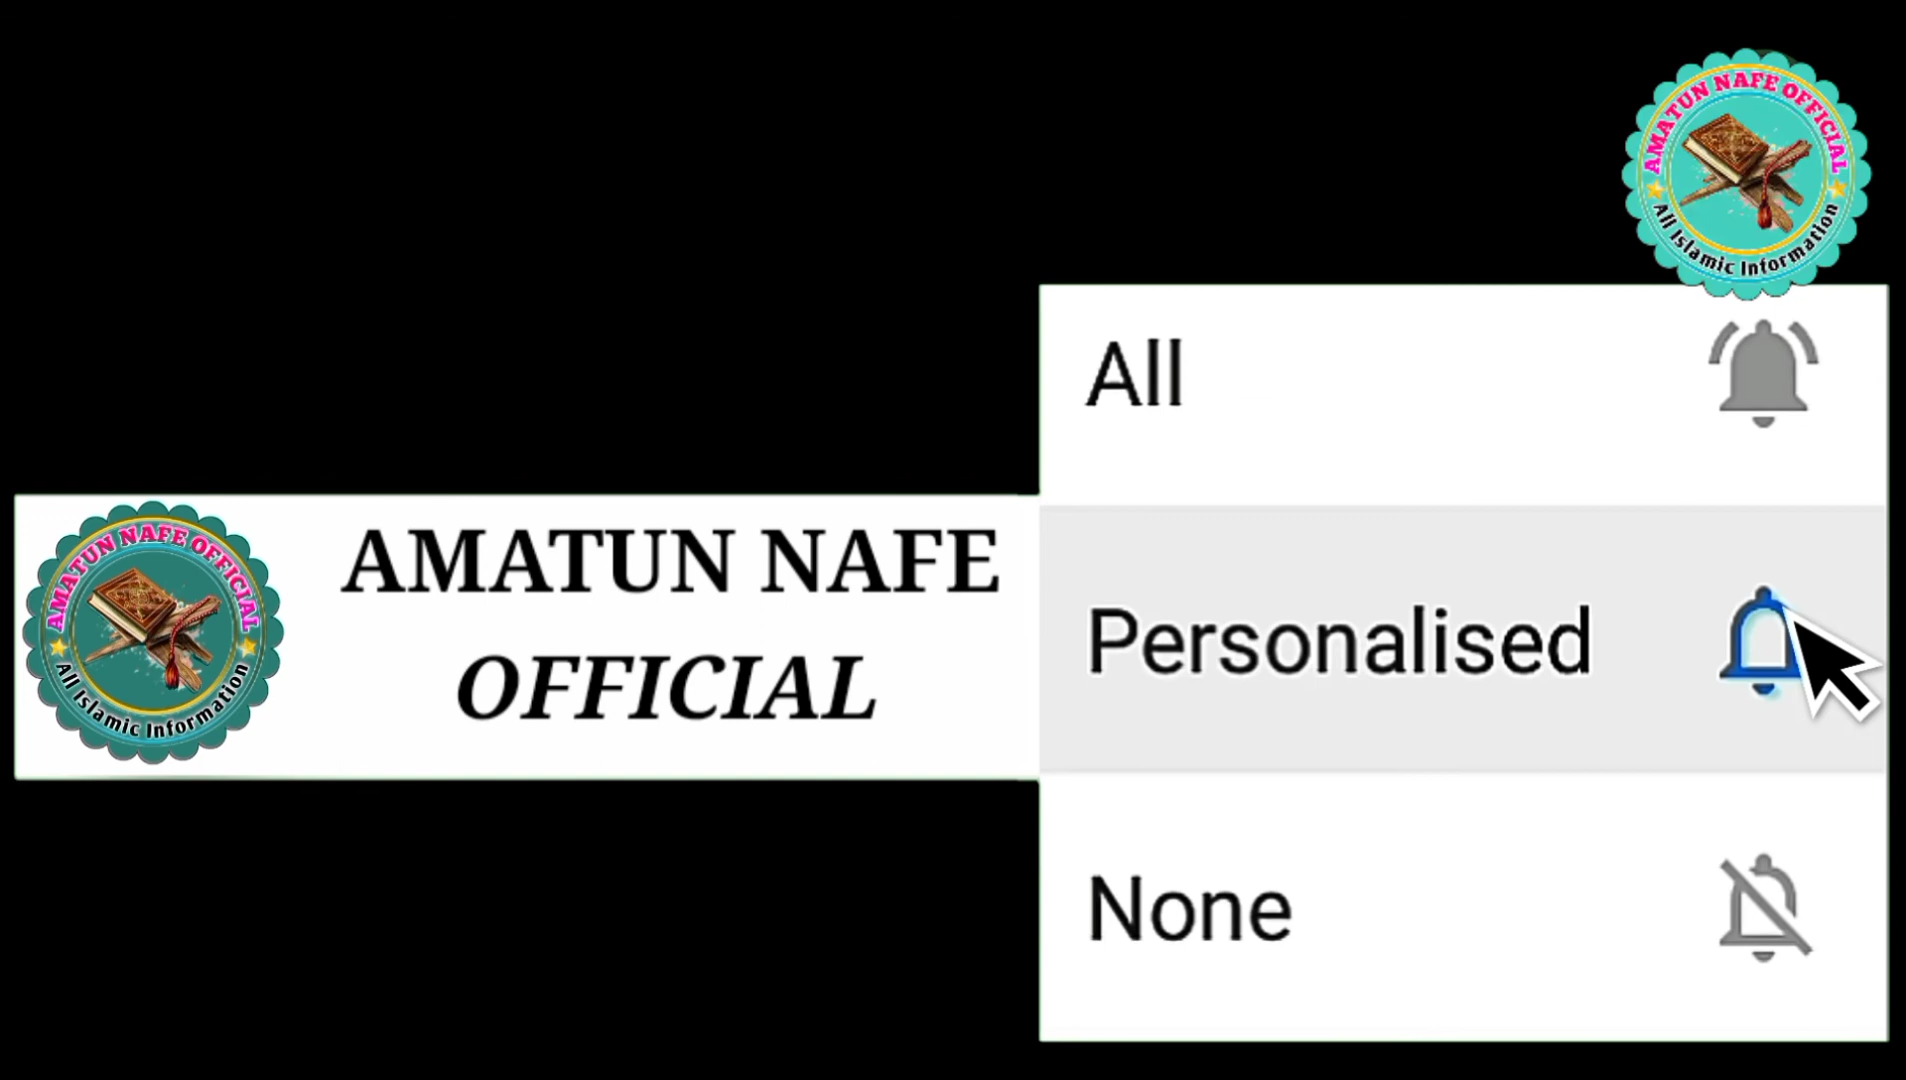 AMATUN NAFE OFFICIAL
All Islamic Information
All
AMATUN NAFE OFFICIAL
All Islamic Information
AMATUN NAFE
OFFICIAL
Personalised
None